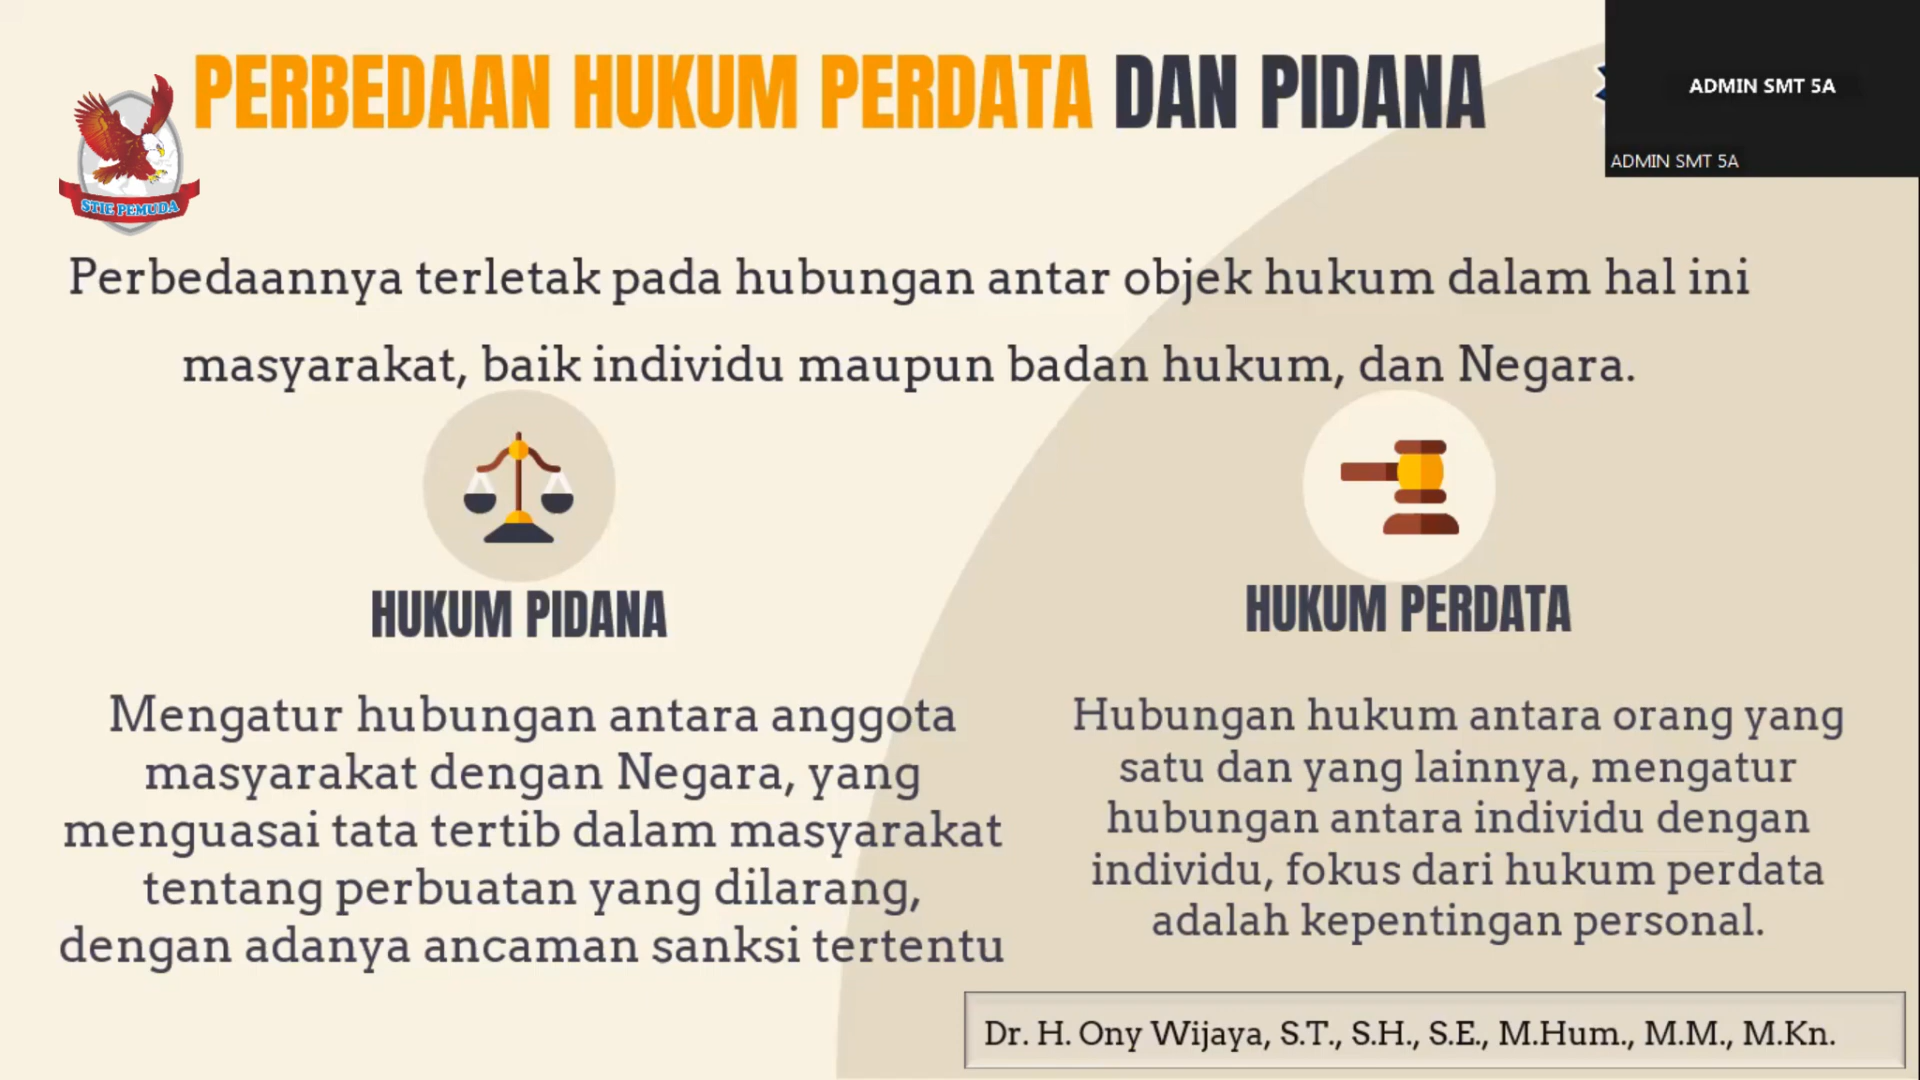 PERBEDAAN HUKUM PERDATA DAN PIDANA
STIE PEMUDA
ADMIN SMT 5A
ADMIN SMT 5A
Perbedaannya terletak pada hubungan antar objek hukum dalam hal ini
masyarakat, baik individu maupun badan hukum, dan Negara.
HUKUM PIDANA
Mengatur hubungan antara anggota
masyarakat dengan Negara, yang
menguasai tata tertib dalam masyarakat
tentang perbuatan yang dilarang,
dengan adanya ancaman sanksi tertentu
HUKUM PERDATA
Hubungan hukum antara orang yang
satu dan yang lainnya, mengatur
hubungan antara individu dengan
individu, fokus dari hukum perdata
adalah kepentingan personal.
Dr. H. Ony Wijaya, S.T., S.H., S.E., M.Hum., M.M., M.Kn.